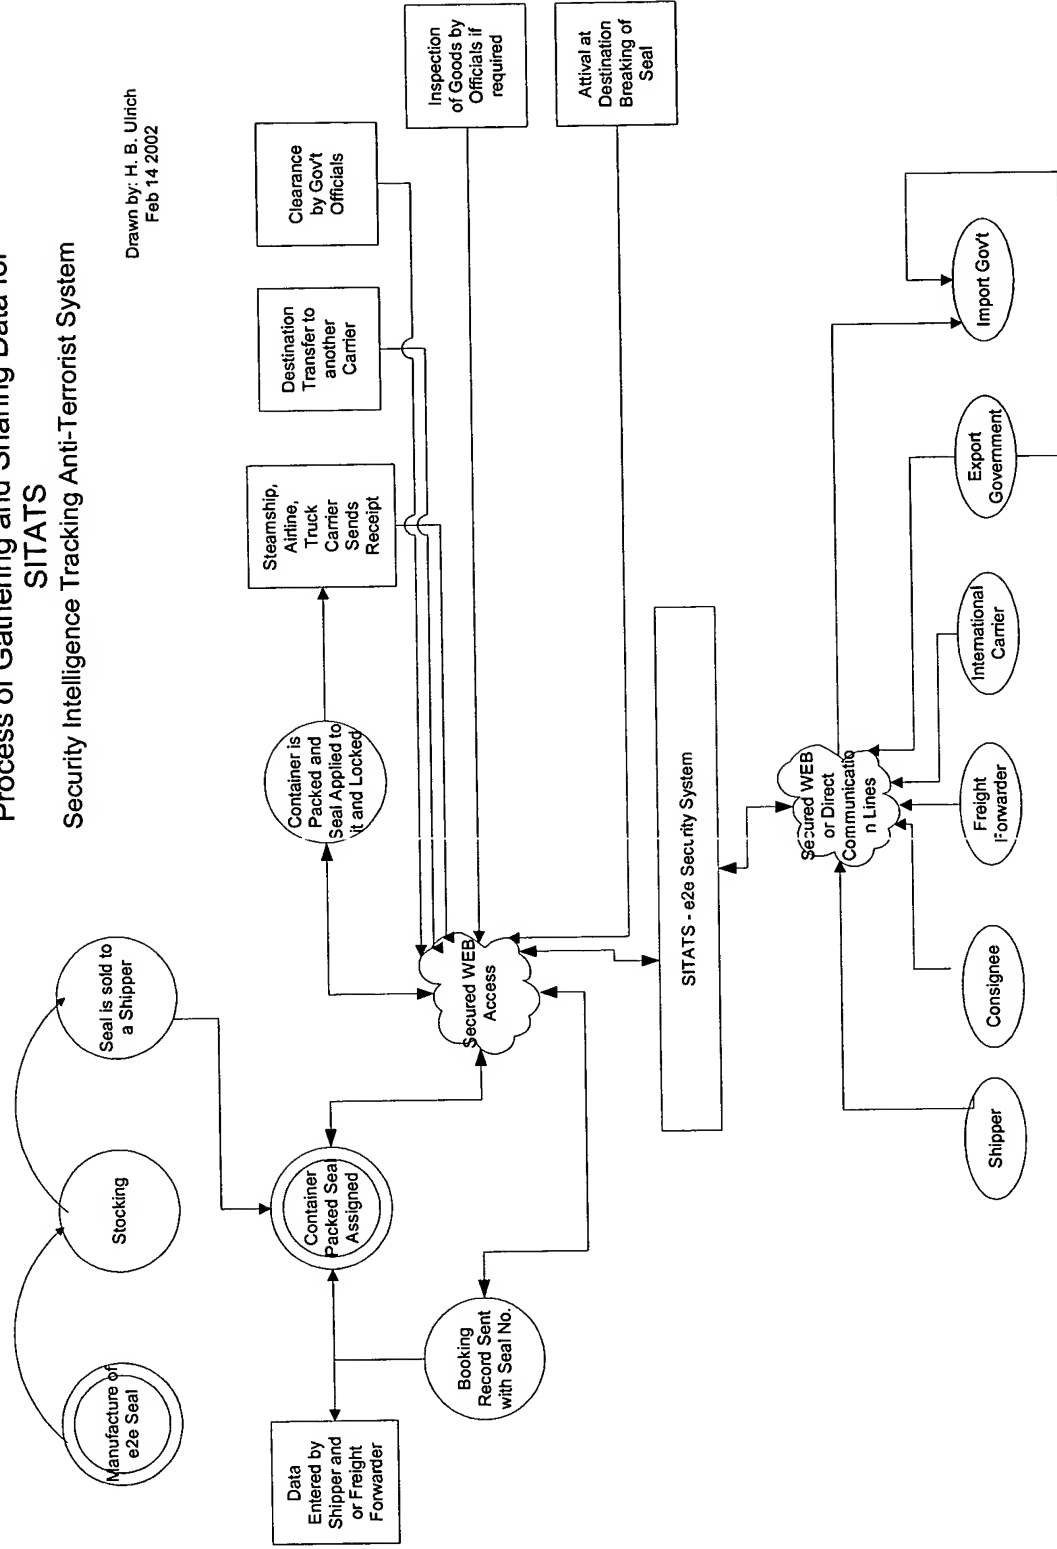 Process of Gathering and Sharing Data for
SITATS
Security Intelligence Tracking Anti-Terrorist System
Drawn by: H. B. Ulrich
Feb 14 2002
Manufacture of
e2e Seal
Stocking
Seal is sold to
a Shipper
Data
Entered by
Shipper and
or Freight
Forwarder
Container
Packed Seal
Assigned
Container is
Packed and
Seal Applied to
it and Locked
Steamship,
Airline,
Truck
Carrier
Sends
Receipt
Destination
Transfer to
another
Carrier
Clearance
by Gov't
Officials
Booking
Record Sent
with Seal No.
Secured WEB
Access
Inspection
of Goods by
Officials if
required
Attival at
Destination
Breaking of
Seal
SITATS - e2e Security System
Secured WEB
or Direct
Communicatio
n Lines
Shipper
Consignee
Freight
Forwarder
International
Carrier
Export
Government
Import Gov't